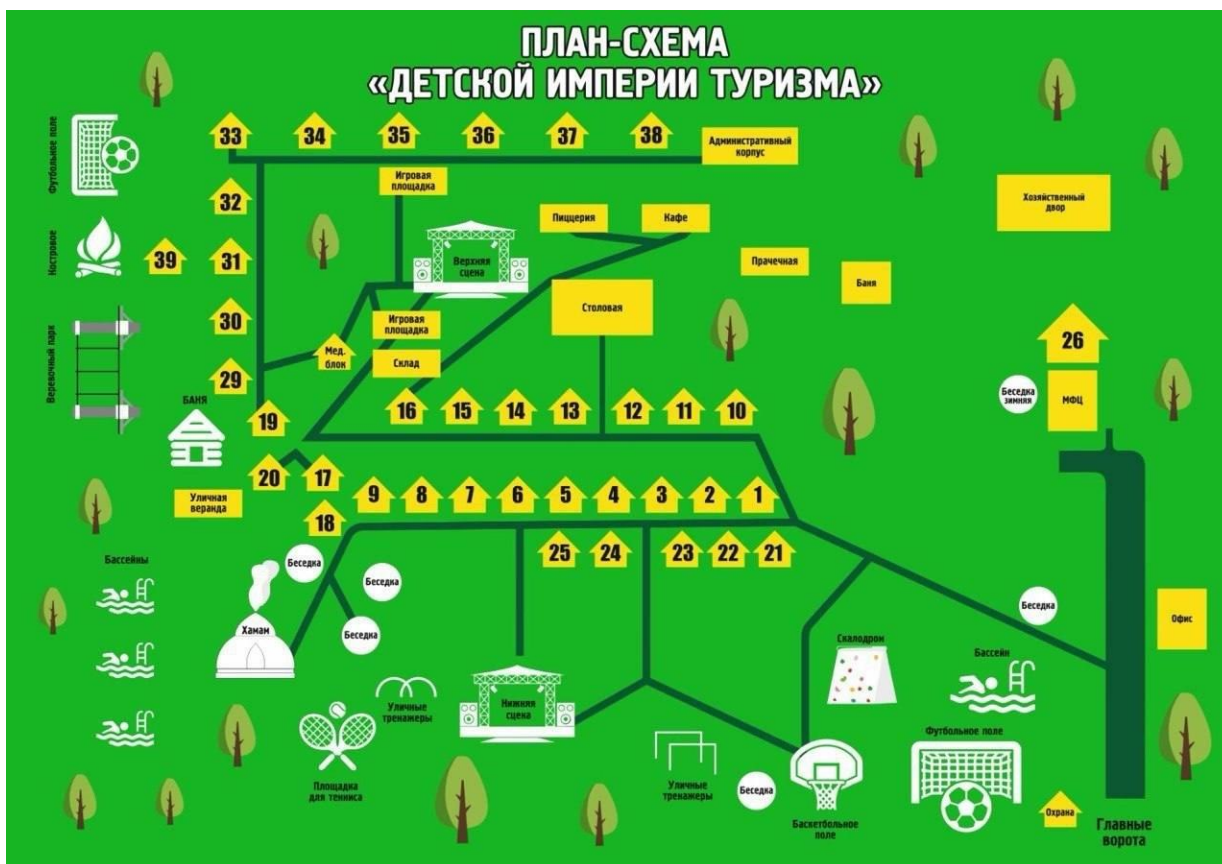 ПЛАН-СХЕМА
«ДЕТСКОЙ ИМПЕРИИ ТУРИЗМА»
Футбольное поле
33
34
35
36
37
38
Административный
корпус
Игровая
площадка
32
Хозяйственный
двор
Пиццерия
Кафе
Костровое
39
31
Верхняя
сцена
Прачечная
Баня
Столовая
Веревочный парк
30
Игровая
площадка
26
Мед.
блок
Склад
29
Беседка
зимняя
МФЦ
БАНЯ
19
16
15
14
13
12
11
10
20
17
Уличная
веранда
18
9
8
7
6
5
4
3
2
1
25
24
23
22
21
Бассейны
Беседка
Беседка
Беседка
Хамам
Беседка
Офис
Скалодром
Бассейн
Уличные
тренажеры
Нижняя
сцена
Футбольное поле
Площадка
для тенниса
Уличные
тренажеры
Беседка
Баскетбольное
поле
Охрана
Главные
ворота